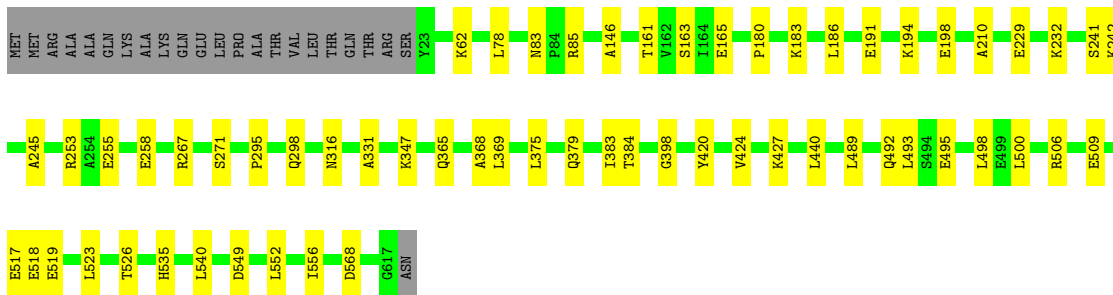 MET MET ARG ALA ALA GLN LYS ALA LYS GLN GLU LEU PRO ALA THR VAL LEU THR GLN THR ARG SER Y23 K62 L78 N83 P84 R85 A146 T161 V162 S163 I164 E165 P180 K183 L186 E191 K194 E198 A210 E229 K232 S241
A245 R253 A254 E255 E258 R267 S271 P295 Q298 N316 A331 K347 Q365 A368 L369 L375 Q379 I383 T384 G398 Y420 V424 K427 L440 L489 Q492 L493 S494 E495 L498 E499 L500 R506 E509
E517 E518 E519 L523 T526 H535 L540 D549 L552 I556 D568 G617 ASN